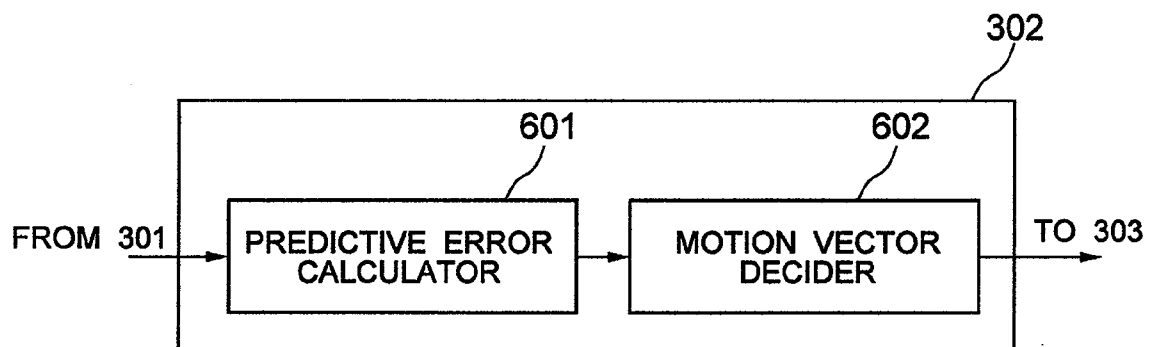 302
601
602
FROM 301
PREDICTIVE ERROR
CALCULATOR
MOTION VECTOR
DECIDER
TO 303